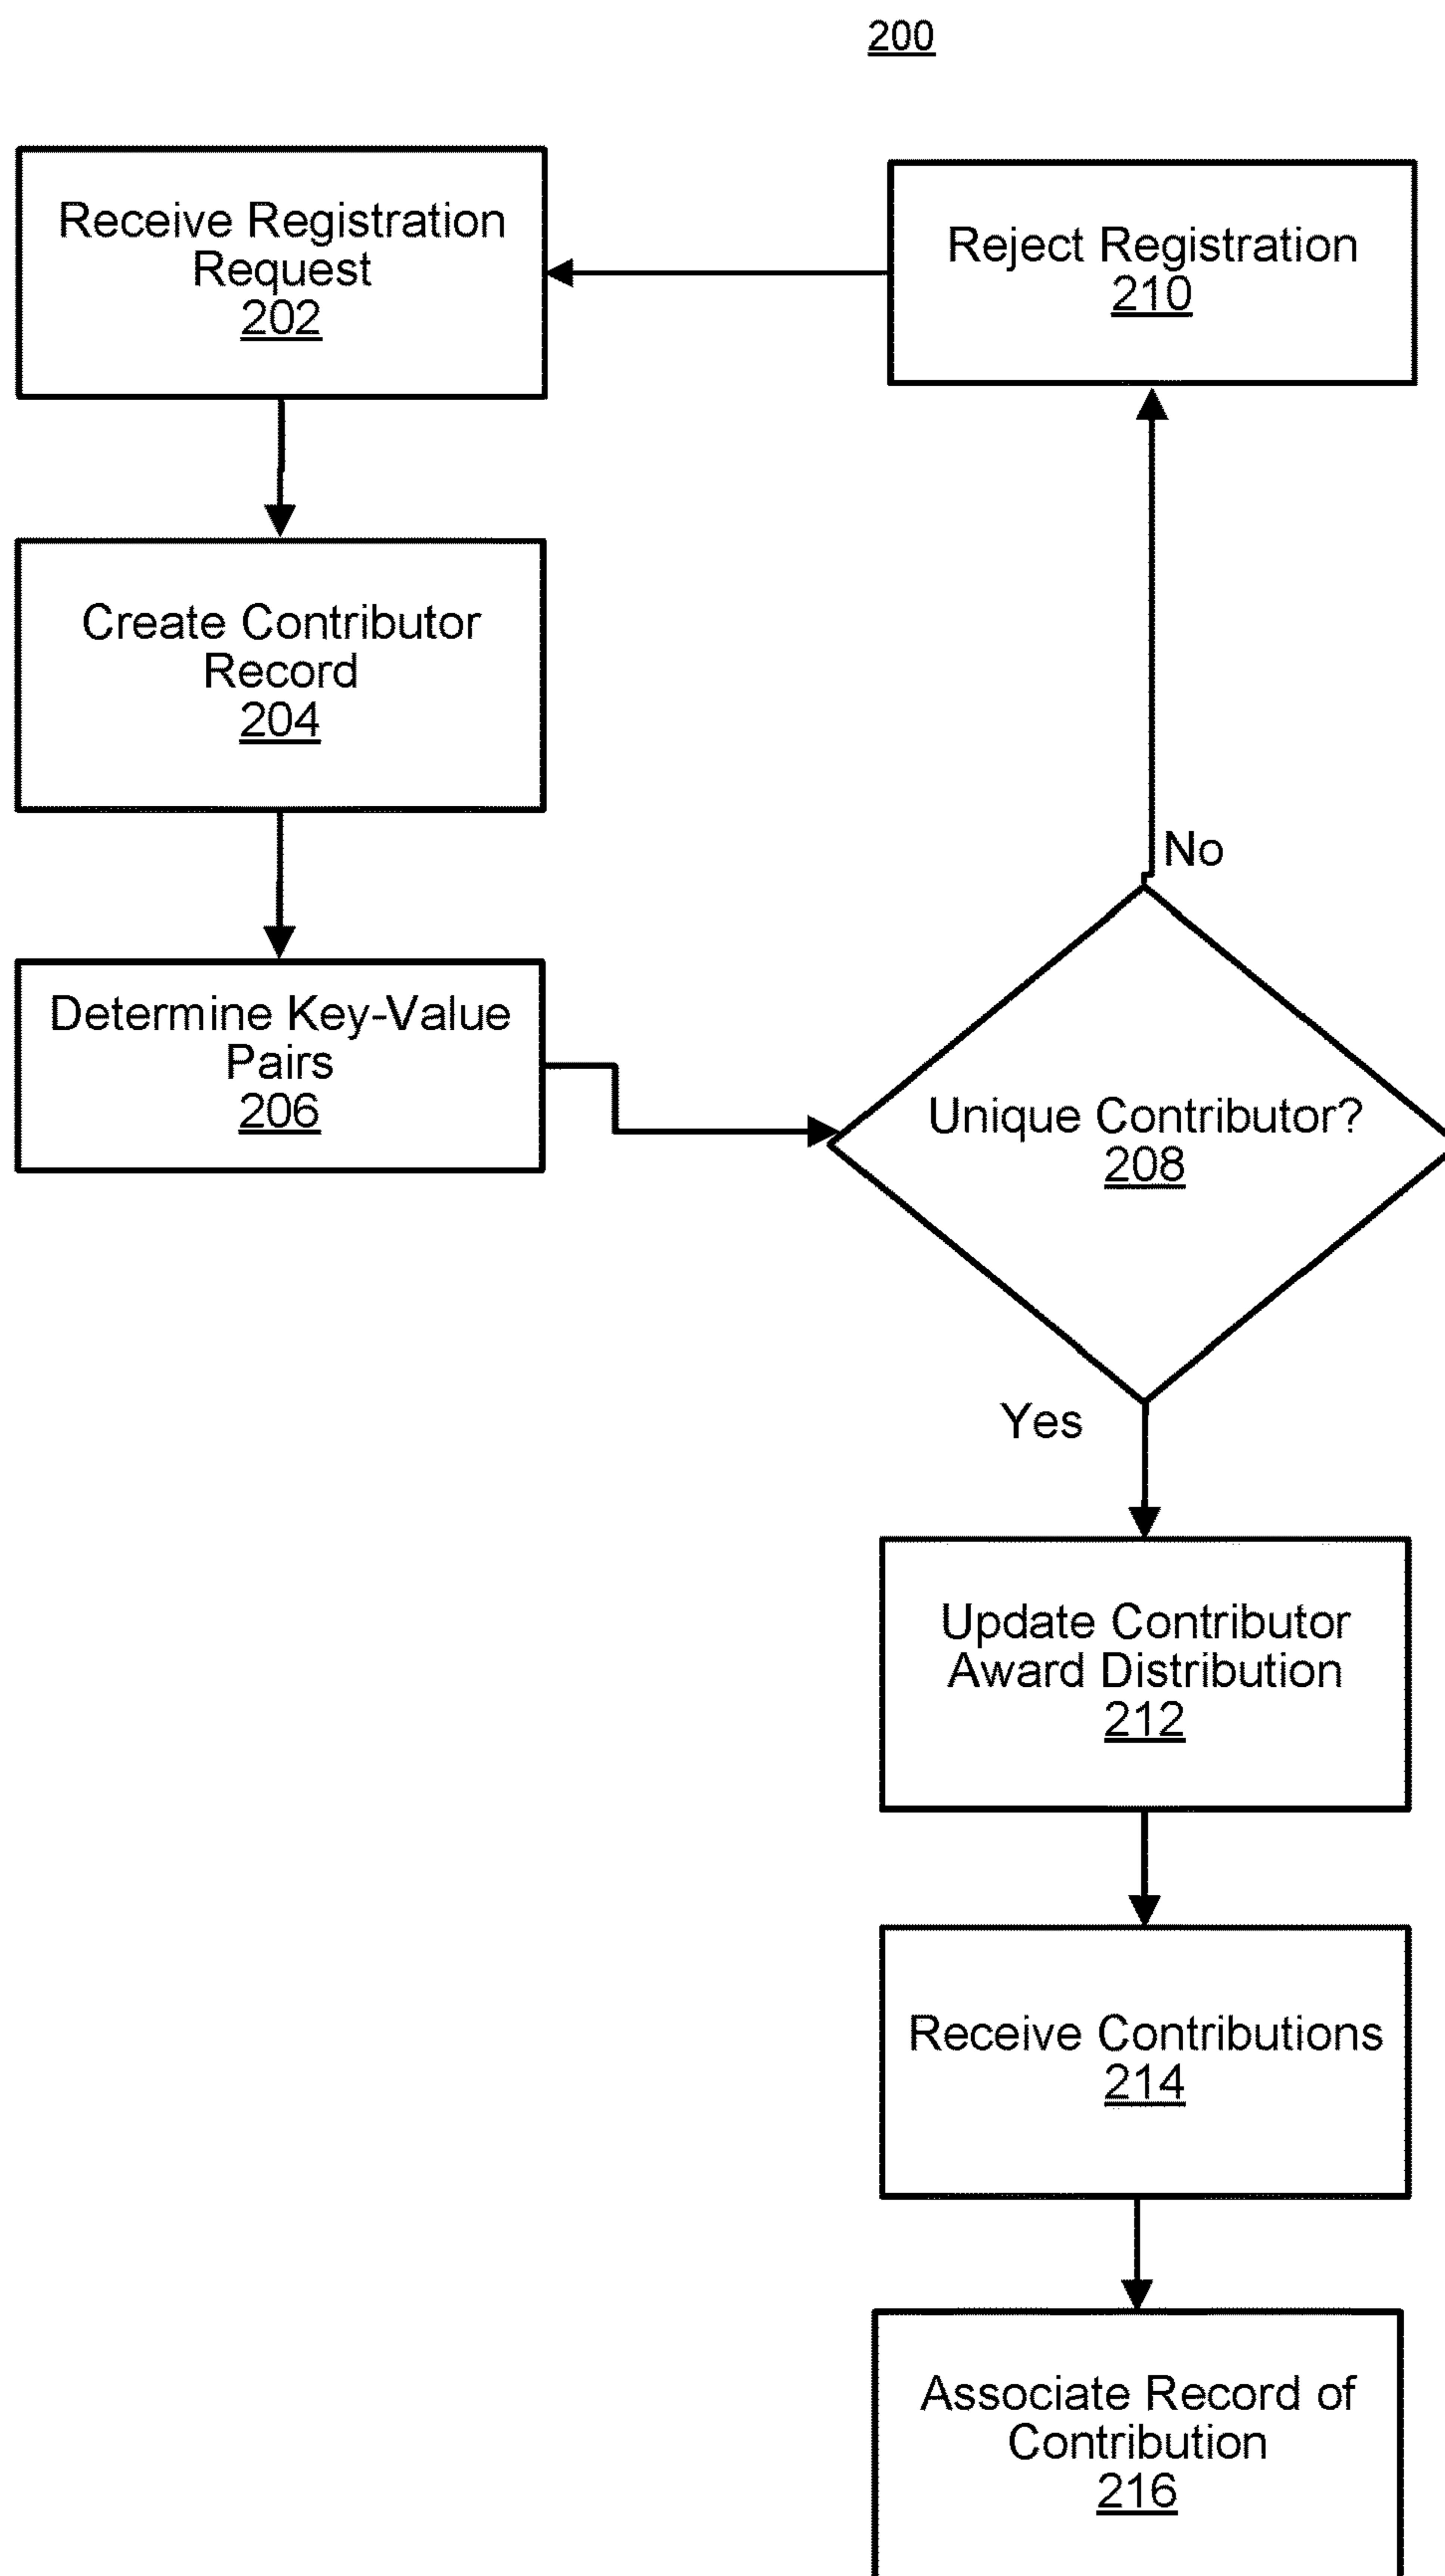 200
Receive Registration
Request
202
Reject Registration
210
Create Contributor
Record
204
No
Determine Key-Value
Pairs
206
Unique Contributor?
208
Yes
Update Contributor
Award Distribution
212
Receive Contributions
214
Associate Record of
Contribution
216